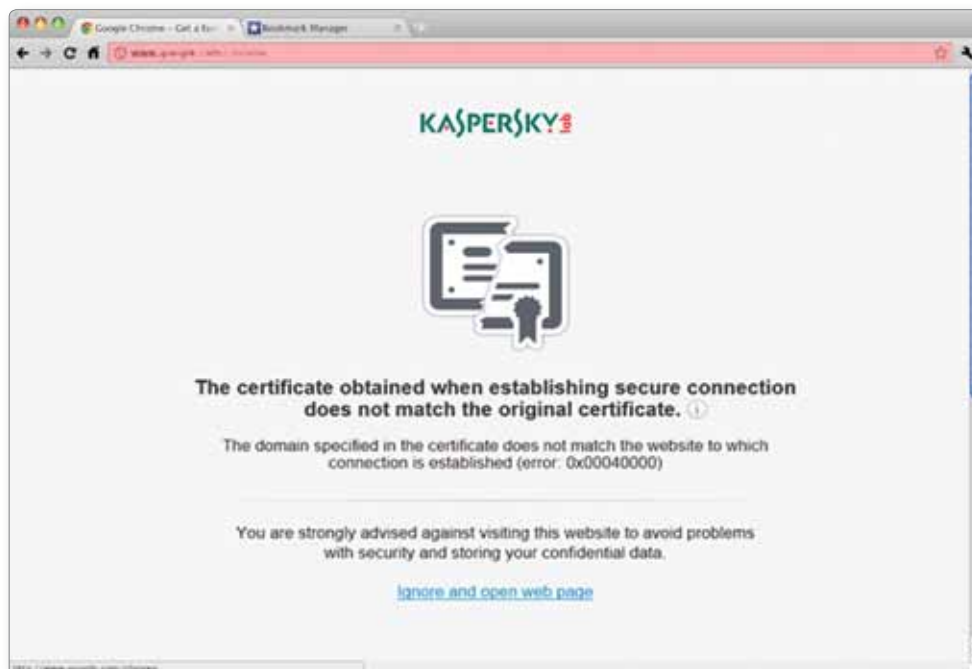 Google Chrome - Get a
Bookmark Manager
KASPERSKY lab
The certificate obtained when establishing secure connection
does not match the original certificate.
The domain specified in the certificate does not match the website to which
connection is established (error: 0x00040000)
You are strongly advised against visiting this website to avoid problems
with security and storing your confidential data.
Ignore and open web page